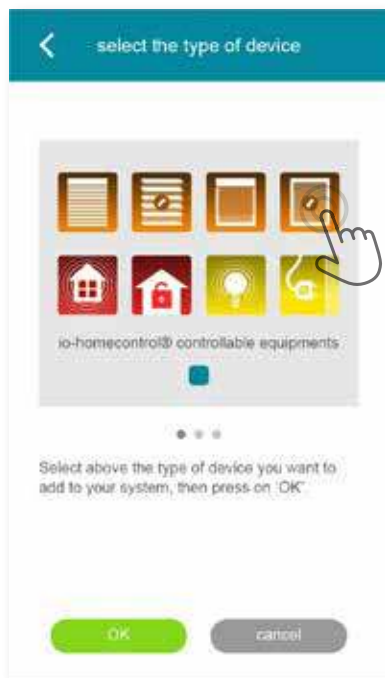 select the type of device
io-homecontrol® controllable equipments
Select above the type of device you want to
add to your system, then press on 'OK'.
OK
cancel